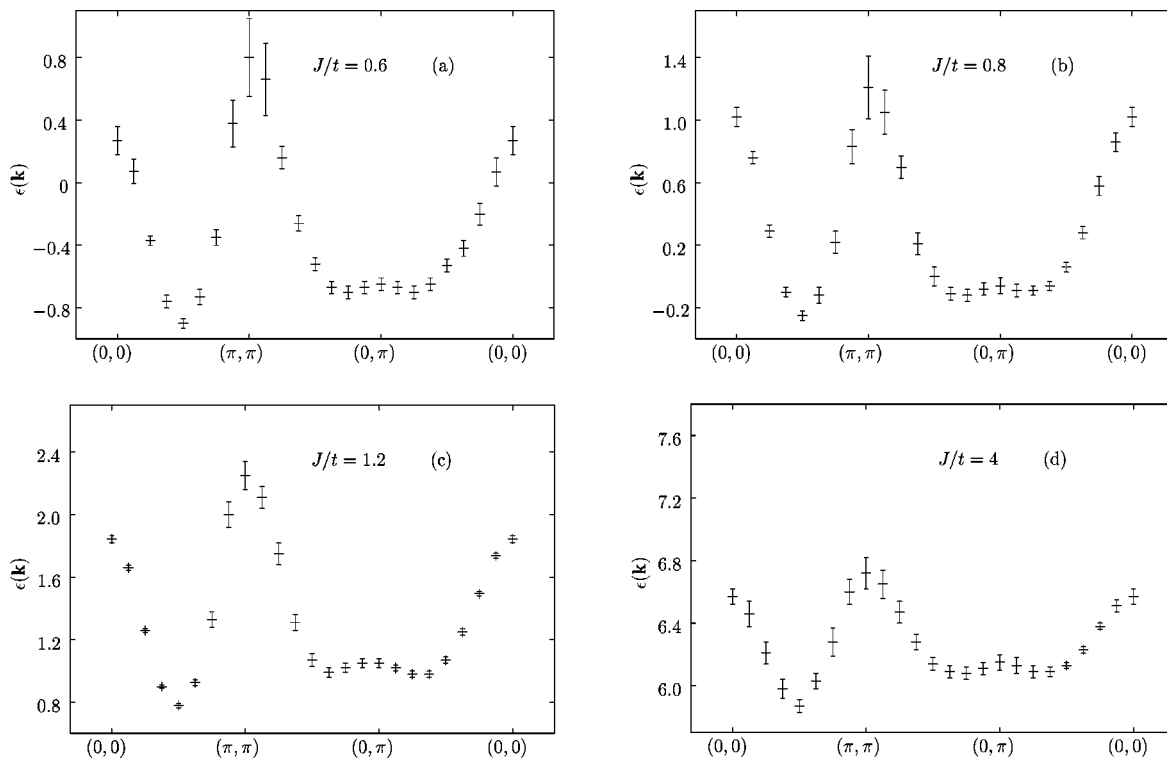 J/t = 0.6 (a)
0.8
0.4
0
−0.4
−0.8
ϵ(k)
(0, 0) (π, π) (0, π) (0, 0)
J/t = 0.8 (b)
1.4
1.0
0.6
0.2
−0.2
ϵ(k)
(0, 0) (π, π) (0, π) (0, 0)
J/t = 1.2 (c)
2.4
2.0
1.6
1.2
0.8
ϵ(k)
(0, 0) (π, π) (0, π) (0, 0)
J/t = 4 (d)
7.6
7.2
6.8
6.4
6.0
ϵ(k)
(0, 0) (π, π) (0, π) (0, 0)